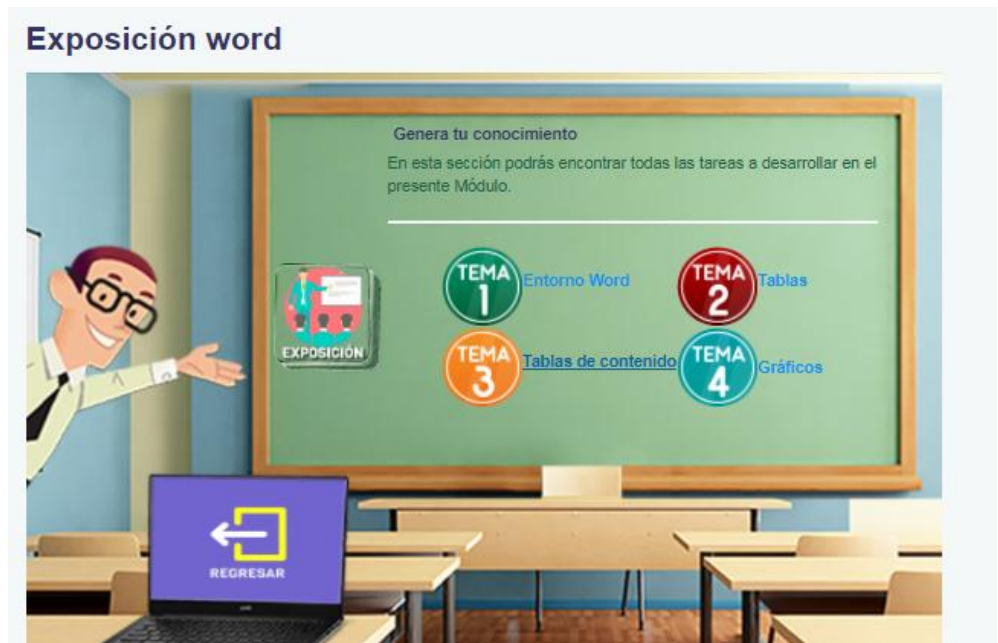 Exposición word
Genera tu conocimiento
En esta sección podrás encontrar todas las tareas a desarrollar en el
presente Módulo.
EXPOSICIÓN
TEMA
1
Entorno Word
TEMA
2
Tablas
TEMA
3
Tablas de contenido
TEMA
4
Gráficos
REGRESAR